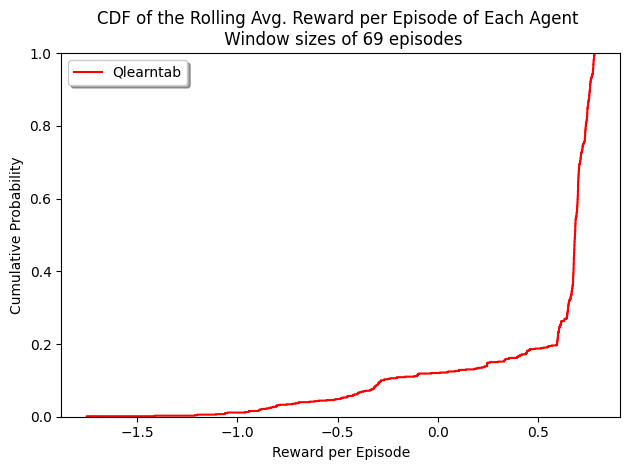 CDF of the Rolling Avg. Reward per Episode of Each Agent
Window sizes of 69 episodes
Qlearntab
1.0
0.8
0.6
0.4
0.2
0.0
Cumulative Probability
−1.5 −1.0 −0.5 0.0 0.5
Reward per Episode